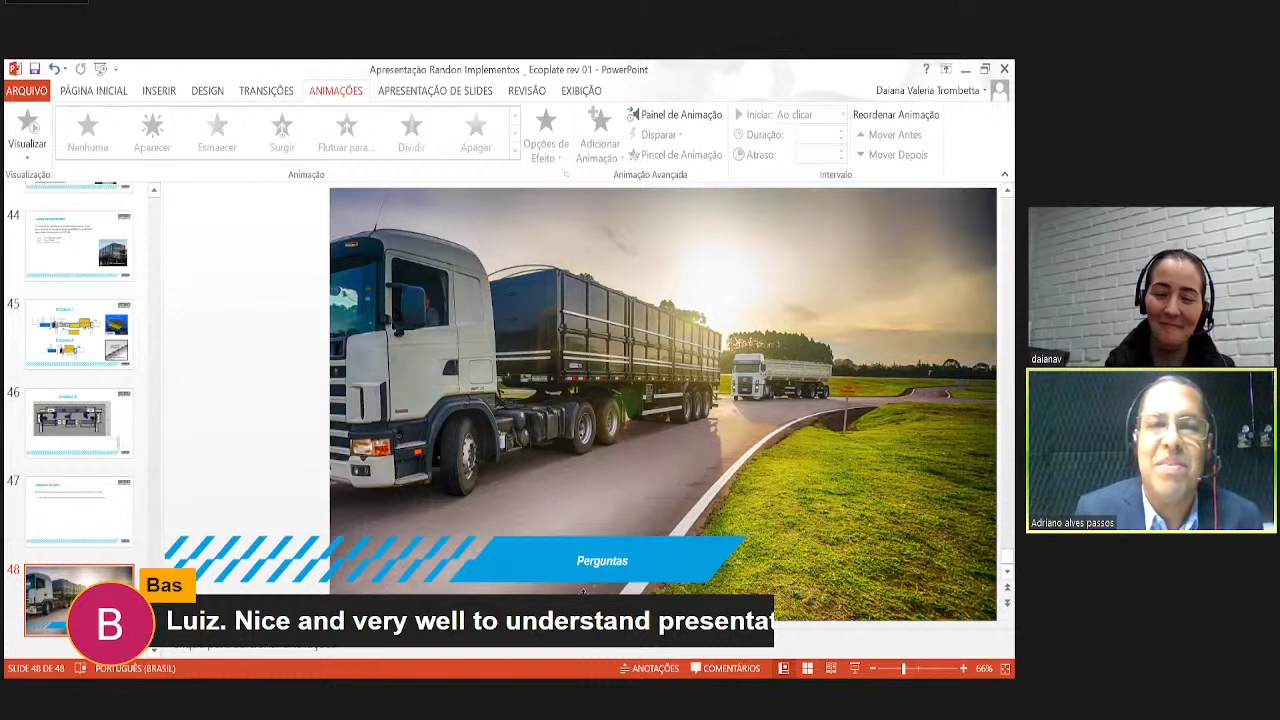 Apresentação Randon Implementos _ Ecoplate rev 01 - PowerPoint
ARQUIVO PÁGINA INICIAL INSERIR DESIGN TRANSIÇÕES ANIMAÇÕES APRESENTAÇÃO DE SLIDES REVISÃO EXIBIÇÃO Daiana Valeria Trombetta
Visualizar
Nenhuma Aparecer Esmaecer Surgir Flutuar para... Dividir Apagar
Opções de Efeito
Adicionar Animação
Painel de Animação
Disparar
Pincel de Animação
Iniciar: Ao clicar
Duração:
Atraso:
Reordenar Animação
Mover Antes
Mover Depois
Visualização Animação Animação Avançada Intervalo
44
45
46
47
48
Perguntas
Bas
B
Luiz. Nice and very well to understand presentat
SLIDE 48 DE 48 PORTUGUÊS (BRASIL) ANOTAÇÕES COMENTÁRIOS 66%
daianav
Adriano alves passos